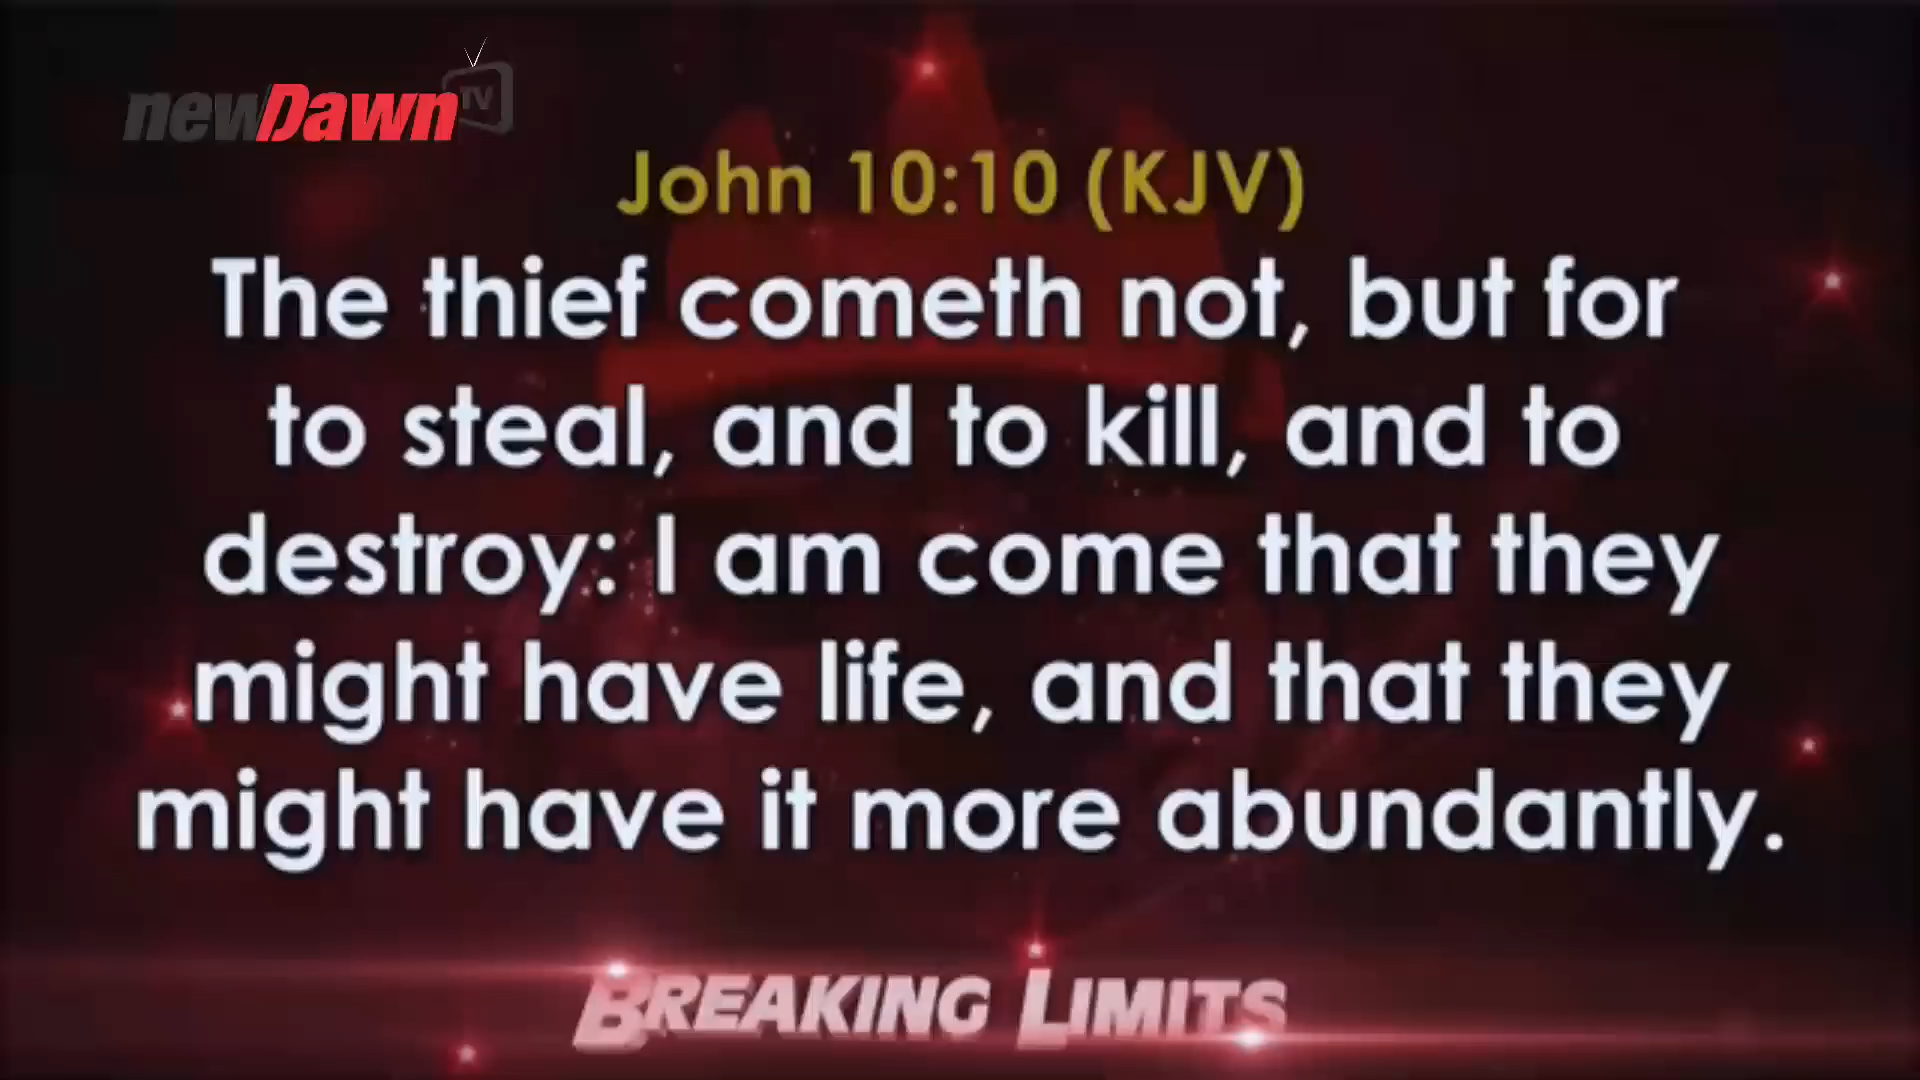 newDawn TV
John 10:10 (KJV)
The thief cometh not, but for
to steal, and to kill, and to
destroy: I am come that they
might have life, and that they
might have it more abundantly.
BREAKING LIMITS